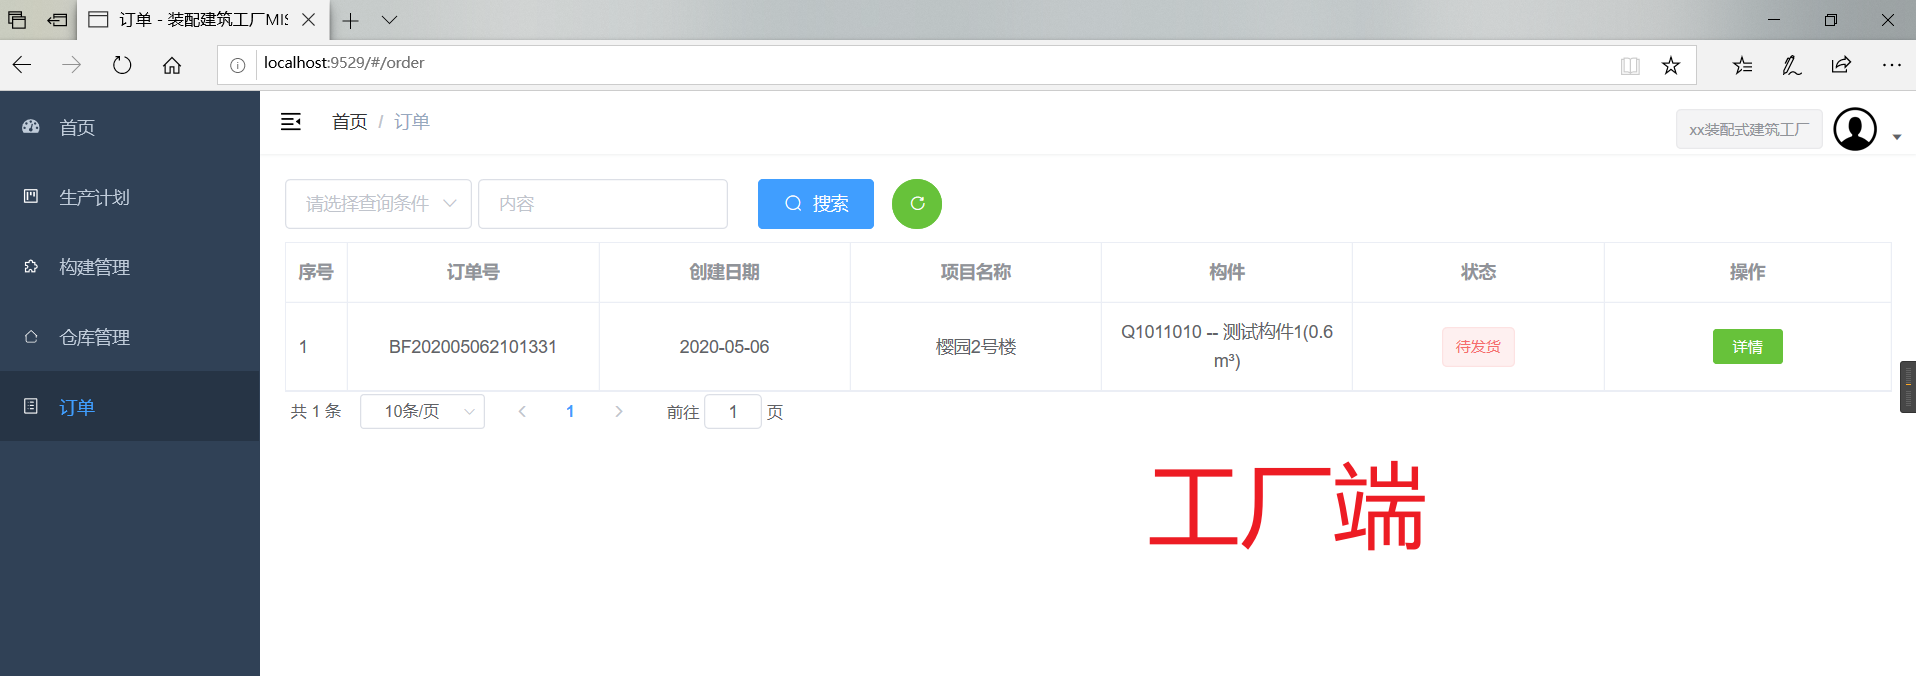 订单 - 装配建筑工厂MIS
localhost:9529/#/order
首页
生产计划
构建管理
仓库管理
订单
首页 / 订单
xx装配式建筑工厂
请选择查询条件 内容 搜索
序号 订单号 创建日期 项目名称 构件 状态 操作
1 BF202005062101331 2020-05-06 樱园2号楼 Q1011010 -- 测试构件1(0.6
m³) 待发货 详情
共 1 条 10条/页 1 前往 1 页
工厂端